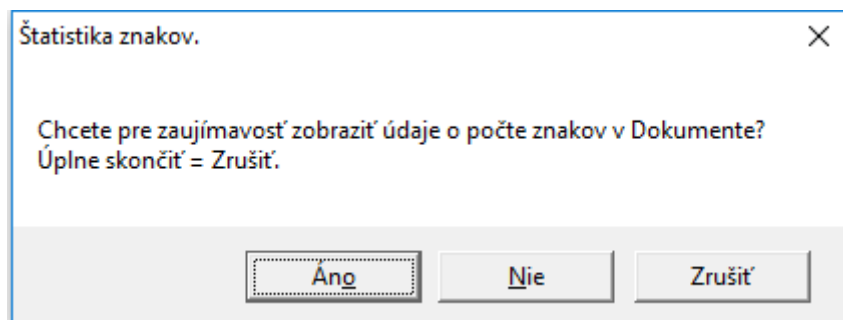 Štatistika znakov.
Chcete pre zaujímavosť zobraziť údaje o počte znakov v Dokumente?
Úplne skončiť = Zrušiť.
Áno Nie Zrušiť